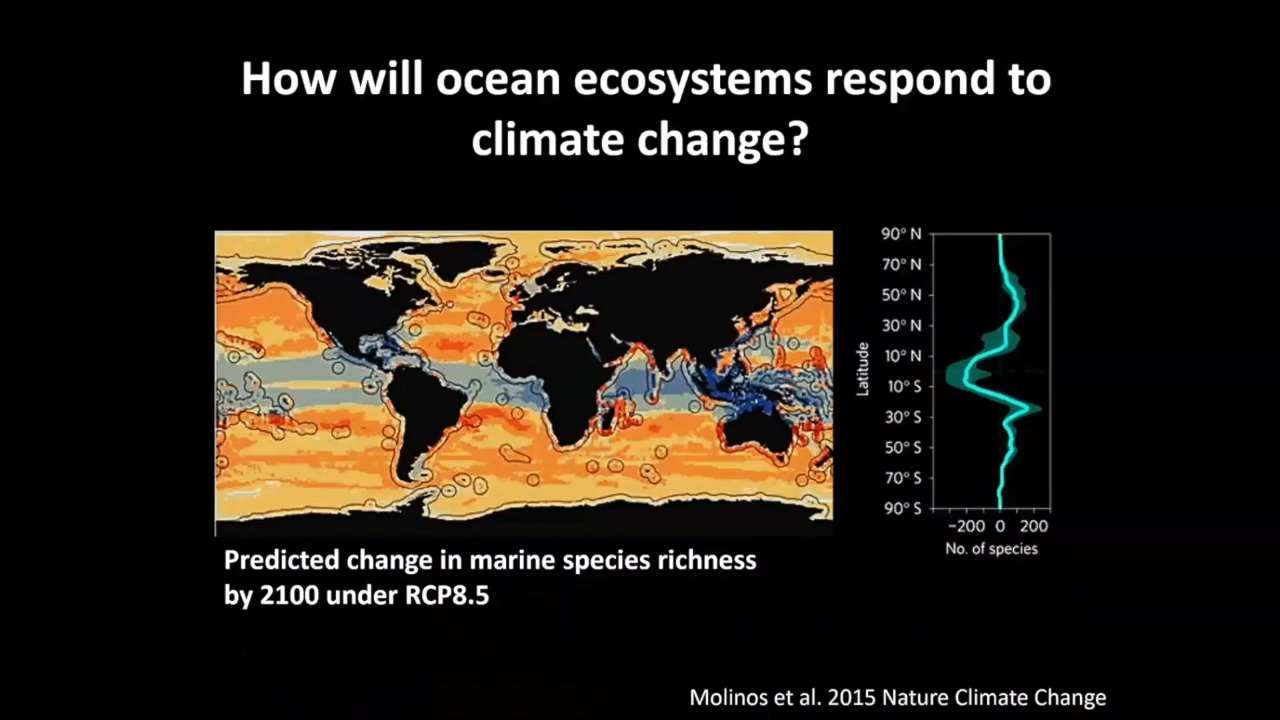 How will ocean ecosystems respond to
climate change?
90° N
70° N
50° N
30° N
10° N
10° S
30° S
50° S
70° S
90° S
Latitude
−200 0 200
No. of species
Predicted change in marine species richness
by 2100 under RCP8.5
Molinos et al. 2015 Nature Climate Change